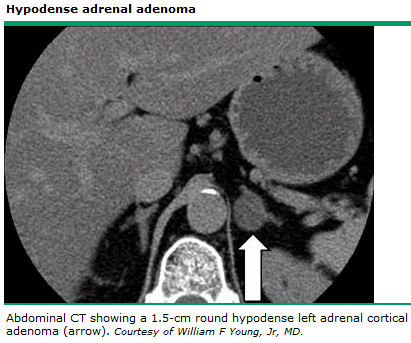 Hypodense adrenal adenoma
Abdominal CT showing a 1.5-cm round hypodense left adrenal cortical
adenoma (arrow). Courtesy of William F Young, Jr, MD.